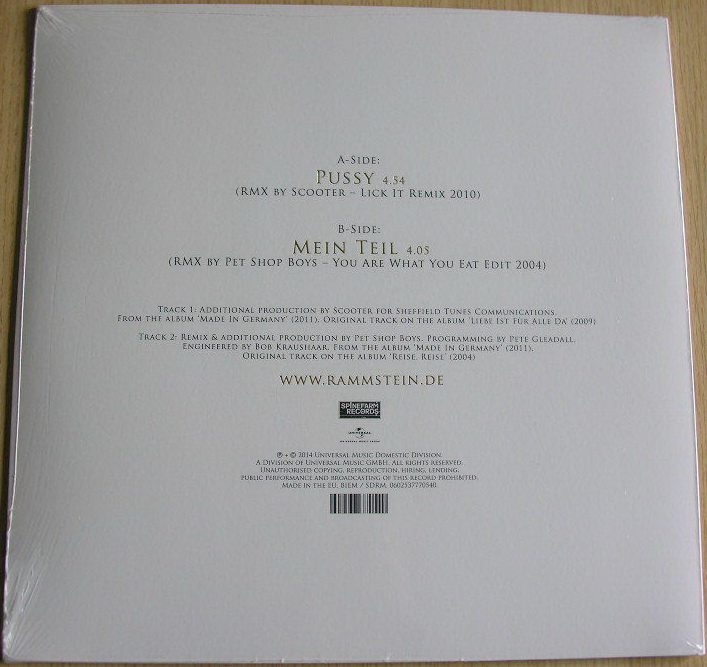 A-Side:
Pussy 4.54
(RMX by Scooter – Lick It Remix 2010)
B-Side:
Mein Teil 4.05
(RMX by Pet Shop Boys – You Are What You Eat Edit 2004)
Track 1: Additional production by Scooter for Sheffield Tunes Communications.
From the album 'Made In Germany' (2011). Original track on the album 'Liebe Ist Für Alle Da' (2009)
Track 2: Remix & additional production by Pet Shop Boys. Programming by Pete Gleadall.
Engineered by Bob Kraushaar. From the album 'Made In Germany' (2011).
Original track on the album 'Reise, Reise' (2004)
www.rammstein.de
SPINEFARM
RECORDS
UNIVERSAL
UNIVERSAL MUSIC GROUP
℗ + © 2014 Universal Music Domestic Division.
A Division of Universal Music GmbH. All rights reserved.
Unauthorised copying, reproduction, hiring, lending,
public performance and broadcasting of this record prohibited.
Made in the EU. BIEM / SDRM. 0602537770540.